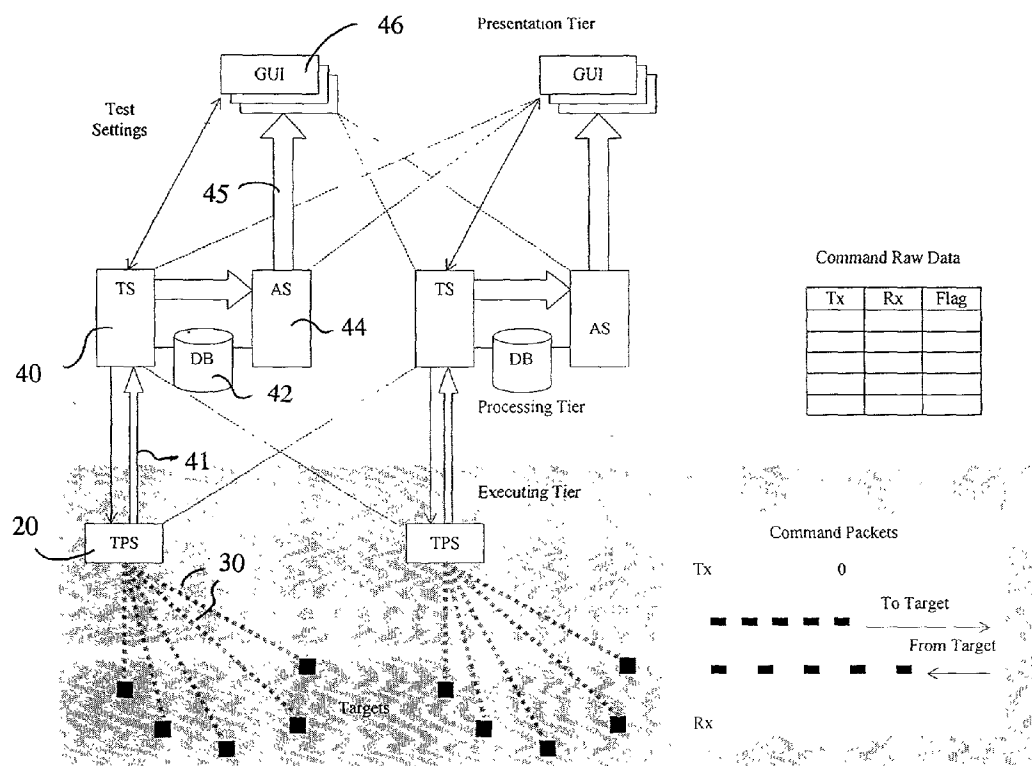 46
Presentation Tier
GUI
GUI
Test
Settings
45
Command Raw Data
TS
AS
TS
AS
Tx Rx Flag
44
40
DB
42
DB
Processing Tier
41
Executing Tier
20
TPS
TPS
30
Command Packets
Tx 0
To Target
From Target
Targets
Rx